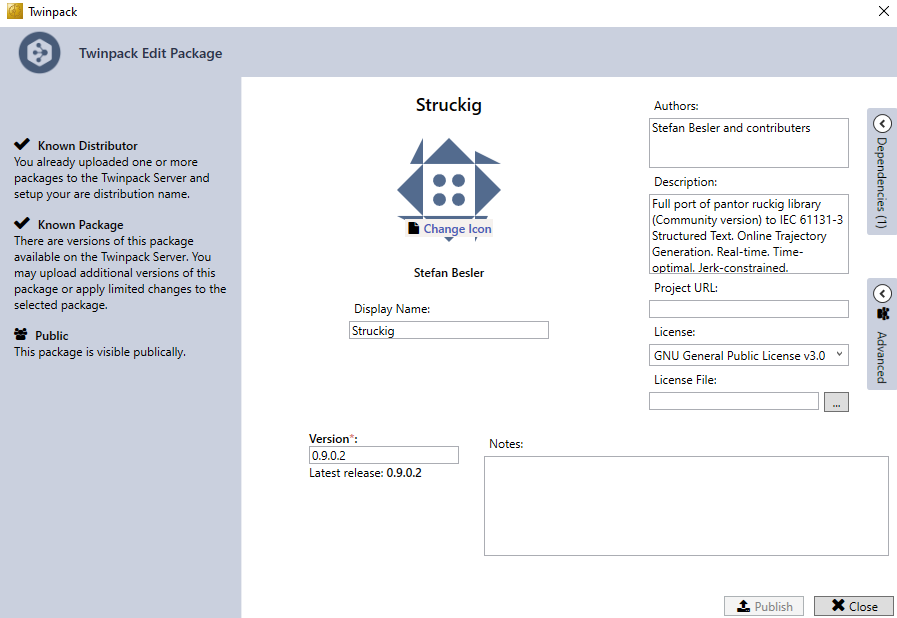 Twinpack
Twinpack Edit Package
Known Distributor
You already uploaded one or more
packages to the Twinpack Server and
setup your are distribution name.
Known Package
There are versions of this package
available on the Twinpack Server. You
may upload additional versions of this
package or apply limited changes to the
selected package.
Public
This package is visible publically.
Struckig
Change Icon
Stefan Besler
Display Name:
Struckig
Authors:
Stefan Besler and contributers
Description:
Full port of pantor ruckig library
(Community version) to IEC 61131-3
Structured Text. Online Trajectory
Generation. Real-time. Time-
optimal. Jerk-constrained.
Project URL:
License:
GNU General Public License v3.0
License File:
...
Dependencies (1)
Advanced
Version*:
0.9.0.2
Latest release: 0.9.0.2
Notes:
Publish
Close